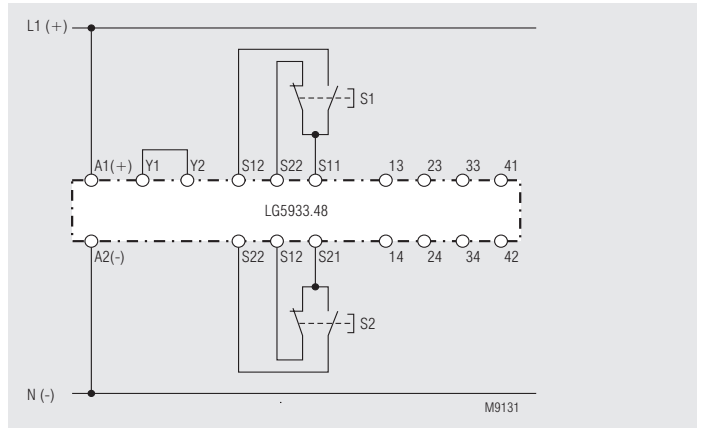 L1 (+)
S1
A1(+) Y1 Y2 S12 S22 S11 13 23 33 41
LG5933.48
A2(-) S22 S12 S21 14 24 34 42
S2
N (-)
M9131